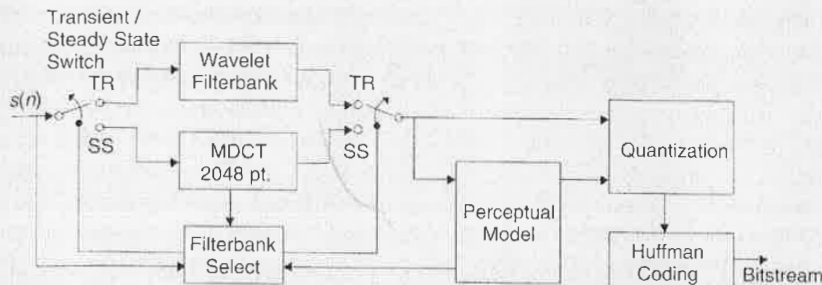 Transient /
Steady State
Switch
TR
Wavelet
Filterbank
TR
s(n)
SS
MDCT
2048 pt.
SS
Quantization
Perceptual
Model
Filterbank
Select
Huffman
Coding
Bitstream